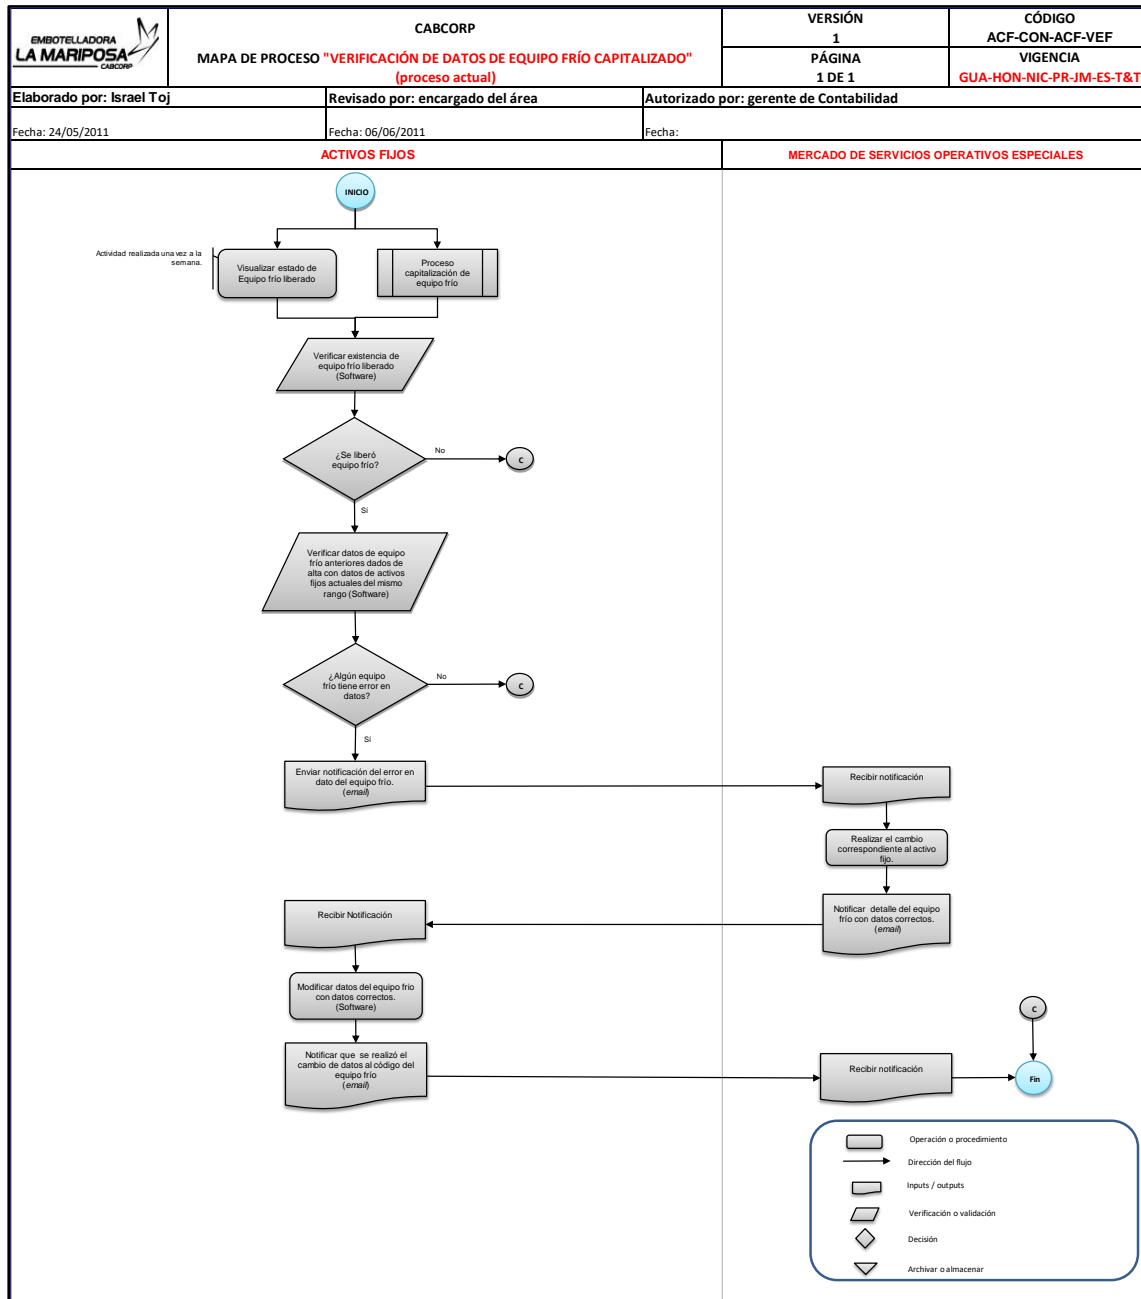 EMBOTELLADORA
LA MARIPOSA
CABCORP
CABCORP
MAPA DE PROCESO "VERIFICACIÓN DE DATOS DE EQUIPO FRÍO CAPITALIZADO"
(proceso actual)
VERSIÓN
1
CÓDIGO
ACF-CON-ACF-VEF
PÁGINA
1 DE 1
VIGENCIA
GUA-HON-NIC-PR-JM-ES-T&T
Elaborado por: Israel Toj
Revisado por: encargado del área
Autorizado por: gerente de Contabilidad
Fecha: 24/05/2011
Fecha: 06/06/2011
Fecha:
ACTIVOS FIJOS
MERCADO DE SERVICIOS OPERATIVOS ESPECIALES
INICIO
Actividad realizada una vez a la
semana.
Visualizar estado de
Equipo frío liberado
Proceso
capitalización de
equipo frío
Verificar existencia de
equipo frío liberado
(Software)
¿Se liberó
equipo frío?
No
C
Sí
Verificar datos de equipo
frío anteriores dados de
alta con datos de activos
fijos actuales del mismo
rango (Software)
¿Algún equipo
frío tiene error en
datos?
No
C
Sí
Enviar notificación del error en
dato del equipo frío.
(email)
Recibir notificación
Realizar el cambio
correspondiente al activo
fijo.
Notificar detalle del equipo
frío con datos correctos.
(email)
Recibir Notificación
Modificar datos del equipo frio
con datos correctos.
(Software)
Notificar que se realizó el
cambio de datos al código del
equipo frío
(email)
Recibir notificación
C
Fin
Operación o procedimiento
Dirección del flujo
Inputs / outputs
Verificación o validación
Decisión
Archivar o almacenar